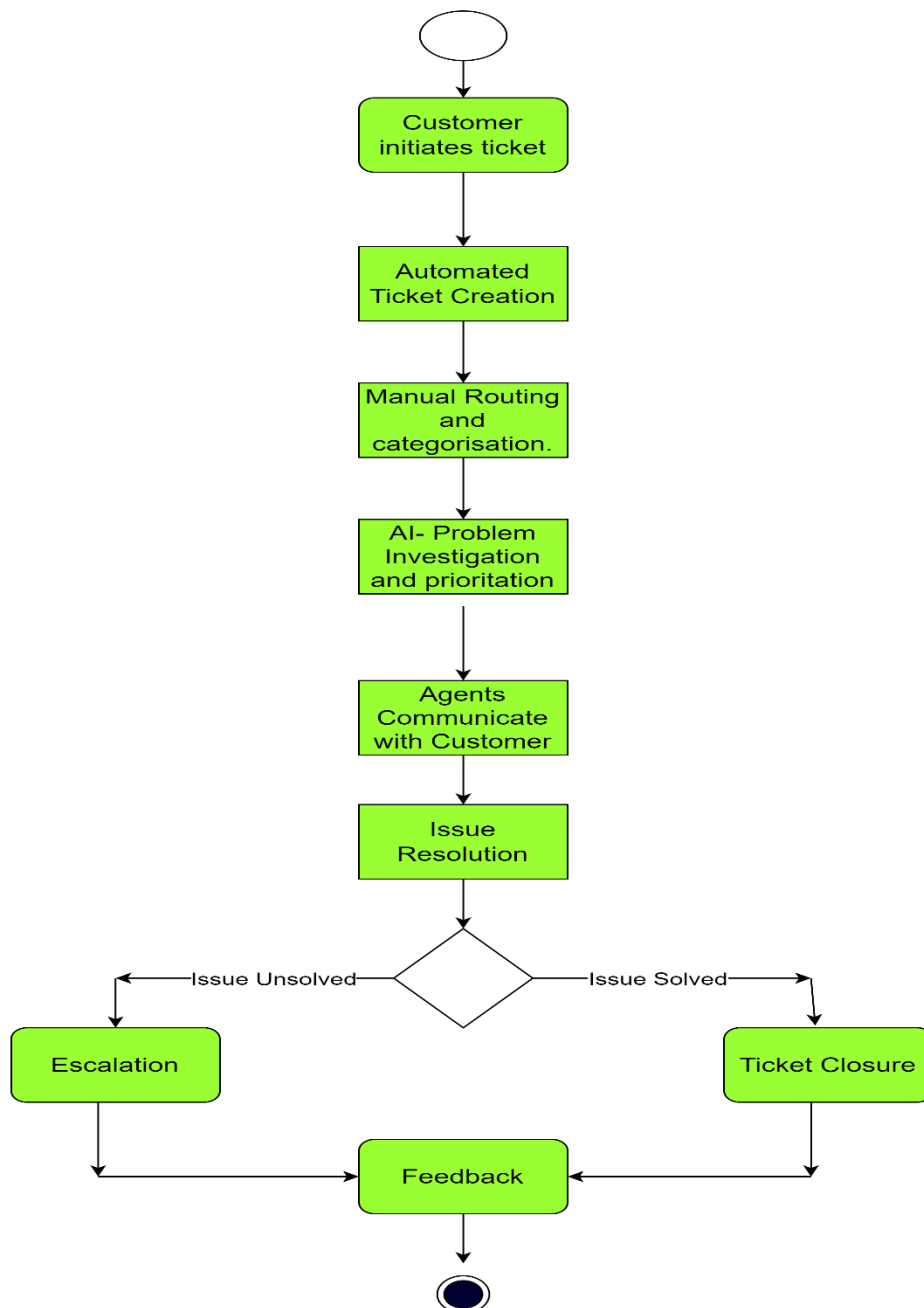 Customer
initiates ticket
Automated
Ticket Creation
Manual Routing
and
categorisation.
AI- Problem
Investigation
and prioritation
Agents
Communicate
with Customer
Issue
Resolution
Issue Unsolved
Issue Solved
Escalation
Ticket Closure
Feedback